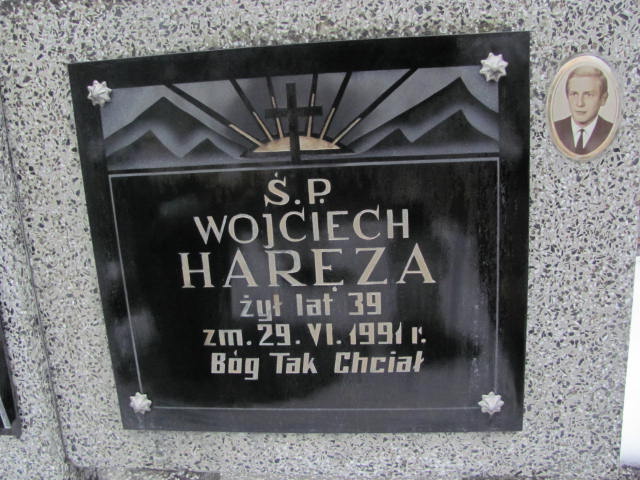 Ś.P.
WOJCIECH
HARĘZA
żył lat 39
zm. 29. VI. 1991 r.
Bóg Tak Chciał